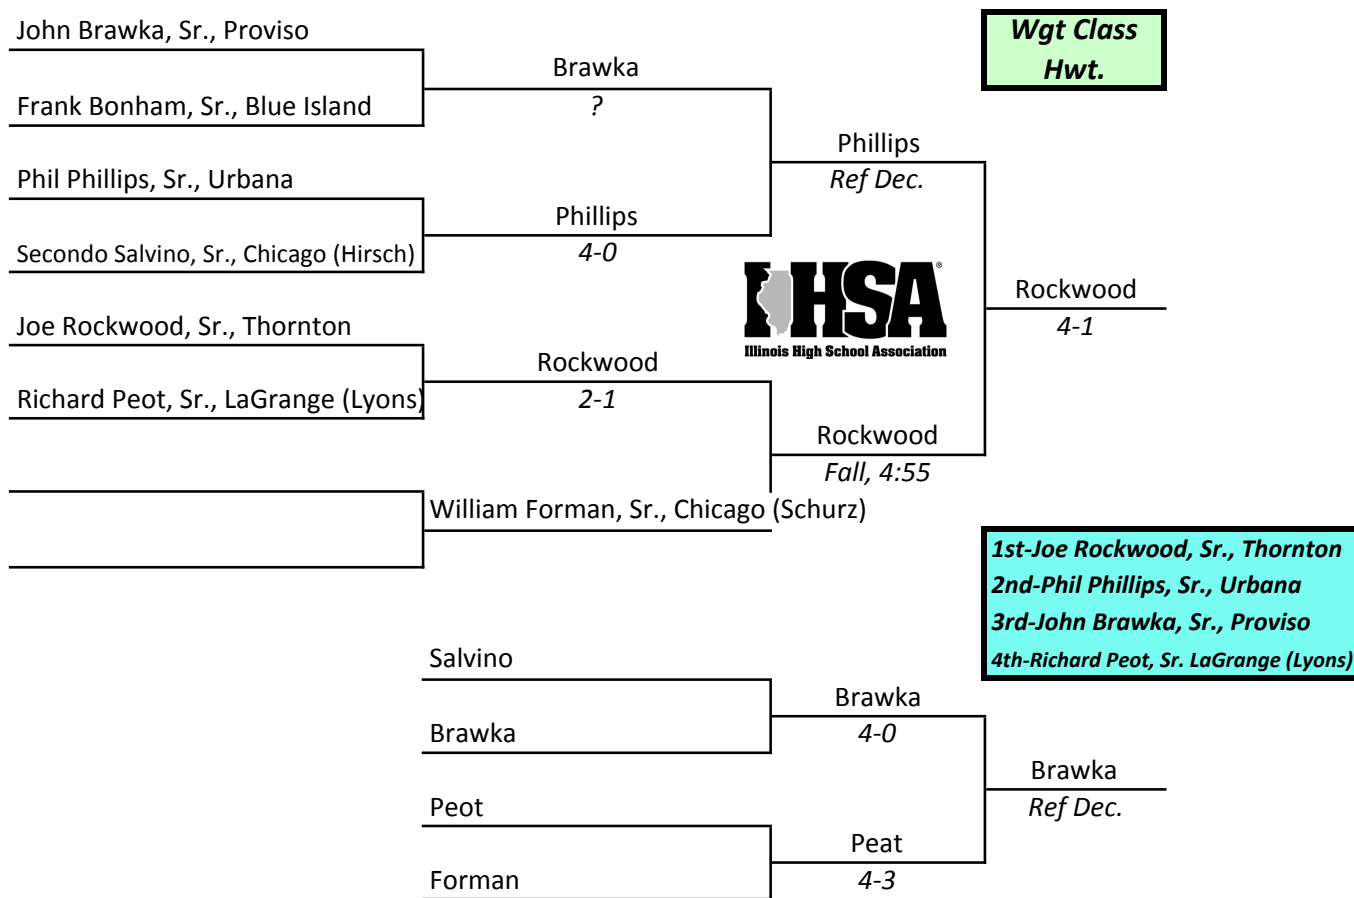 John Brawka, Sr., Proviso
Wgt Class
Hwt.
Brawka
?
Frank Bonham, Sr., Blue Island
Phillips
Ref Dec.
Phil Phillips, Sr., Urbana
Phillips
4-0
Secondo Salvino, Sr., Chicago (Hirsch)
IHSA®
Illinois High School Association
Rockwood
4-1
Joe Rockwood, Sr., Thornton
Rockwood
2-1
Richard Peot, Sr., LaGrange (Lyons)
Rockwood
Fall, 4:55
William Forman, Sr., Chicago (Schurz)
1st-Joe Rockwood, Sr., Thornton
2nd-Phil Phillips, Sr., Urbana
3rd-John Brawka, Sr., Proviso
4th-Richard Peot, Sr. LaGrange (Lyons)
Salvino
Brawka
4-0
Brawka
Brawka
Ref Dec.
Peot
Peat
4-3
Forman